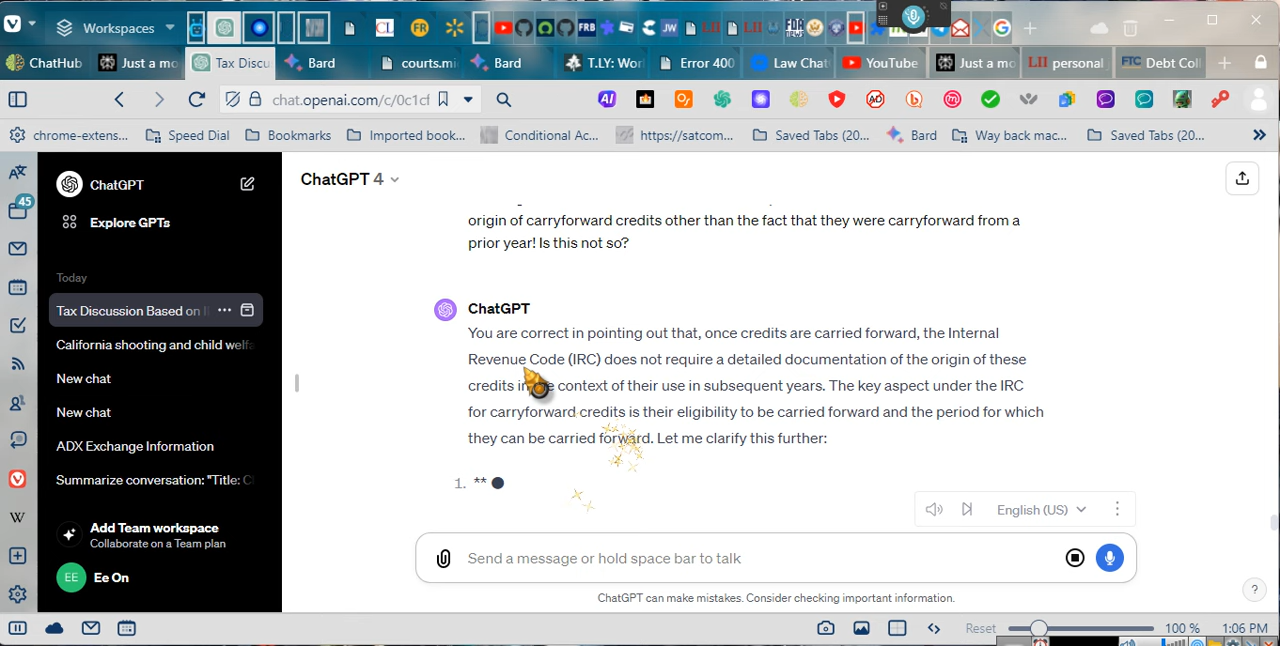 Workspaces
CL
FR
FRB
JW
LII
LII
FOR
ChatHub
Just a mo
Tax Discu
Bard
courts.mi
Bard
T.LY: Wor
Error 400
Law Chat
YouTube
Just a mo
LII personal
FTC Debt Coll
chat.openai.com/c/0c1cf
chrome-extens...
Speed Dial
Bookmarks
Imported book...
Conditional Ac...
https://satcom...
Saved Tabs (20...
Bard
Way back mac...
Saved Tabs (20...
45
ChatGPT
Explore GPTs
Today
Tax Discussion Based on I
California shooting and child welfa
New chat
New chat
ADX Exchange Information
Summarize conversation: "Title: C
Add Team workspace
Collaborate on a Team plan
EE Ee On
ChatGPT 4
origin of carryforward credits other than the fact that they were carryforward from a
prior year! Is this not so?
ChatGPT
You are correct in pointing out that, once credits are carried forward, the Internal
Revenue Code (IRC) does not require a detailed documentation of the origin of these
credits in context of their use in subsequent years. The key aspect under the IRC
for carryforward credits is their eligibility to be carried forward and the period for which
they can be carried forward. Let me clarify this further:
1. **
English (US)
Send a message or hold space bar to talk
ChatGPT can make mistakes. Consider checking important information.
?
Reset
100 %
1:06 PM